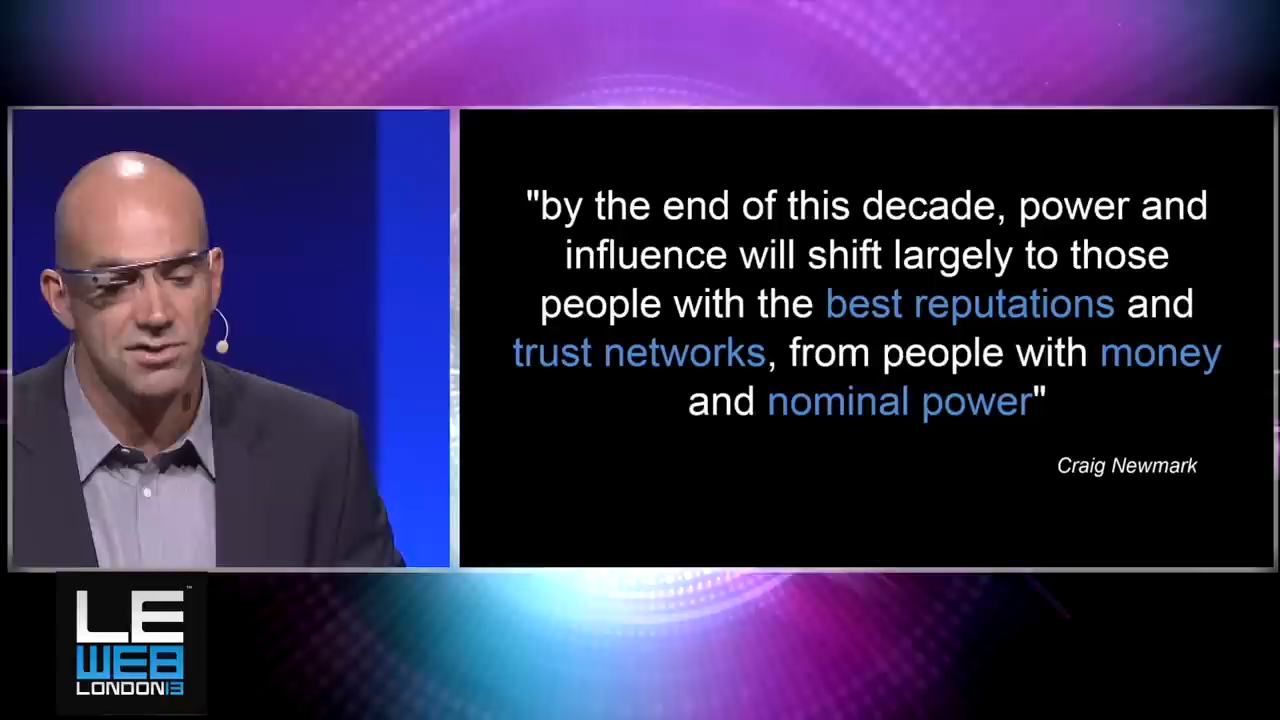 "by the end of this decade, power and
influence will shift largely to those
people with the best reputations and
trust networks, from people with money
and nominal power"
Craig Newmark
LE
WEB
LONDON13